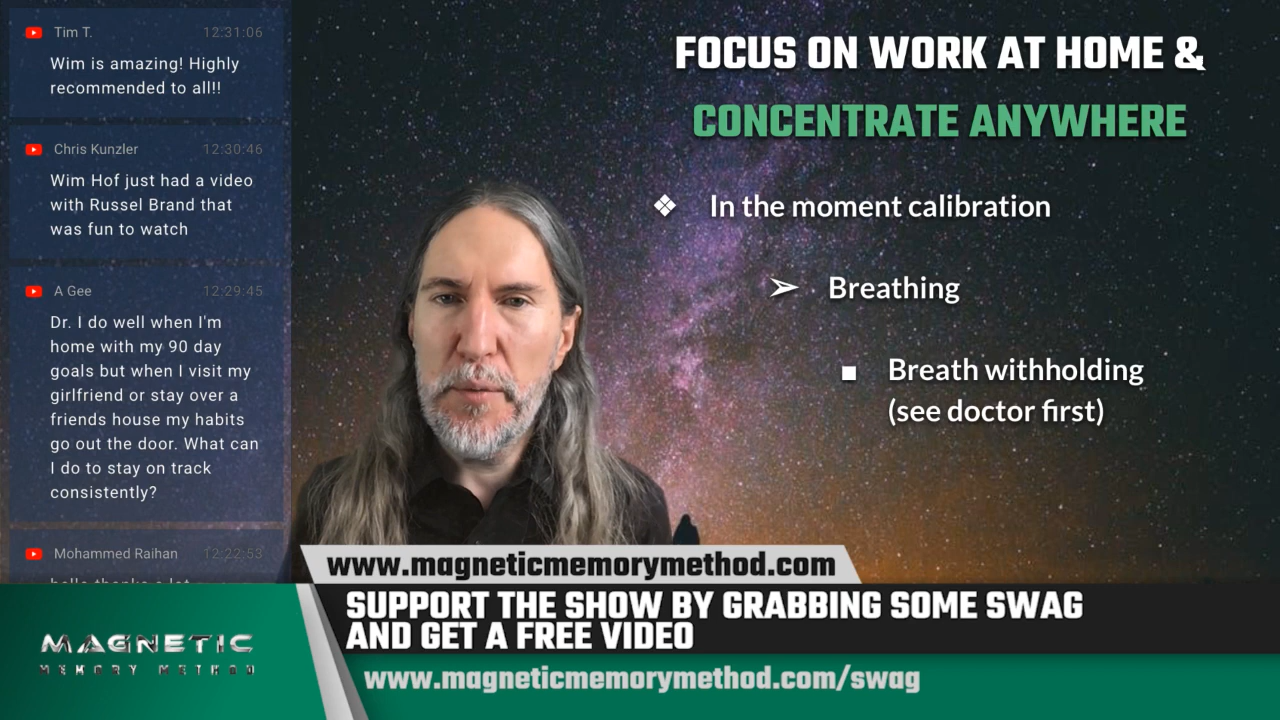 Tim T. 12:31:06
Wim is amazing! Highly
recommended to all!!
Chris Kunzler 12:30:46
Wim Hof just had a video
with Russel Brand that
was fun to watch
A Gee 12:29:45
Dr. I do well when I'm
home with my 90 day
goals but when I visit my
girlfriend or stay over a
friends house my habits
go out the door. What can
I do to stay on track
consistently?
Mohammed Raihan 12:22:53
hello thanks a lot
FOCUS ON WORK AT HOME &
CONCENTRATE ANYWHERE
❖ In the moment calibration
➢ Breathing
▪ Breath withholding
(see doctor first)
www.magneticmemorymethod.com
SUPPORT THE SHOW BY GRABBING SOME SWAG
AND GET A FREE VIDEO
www.magneticmemorymethod.com/swag
MAGNETIC
MEMORY METHOD